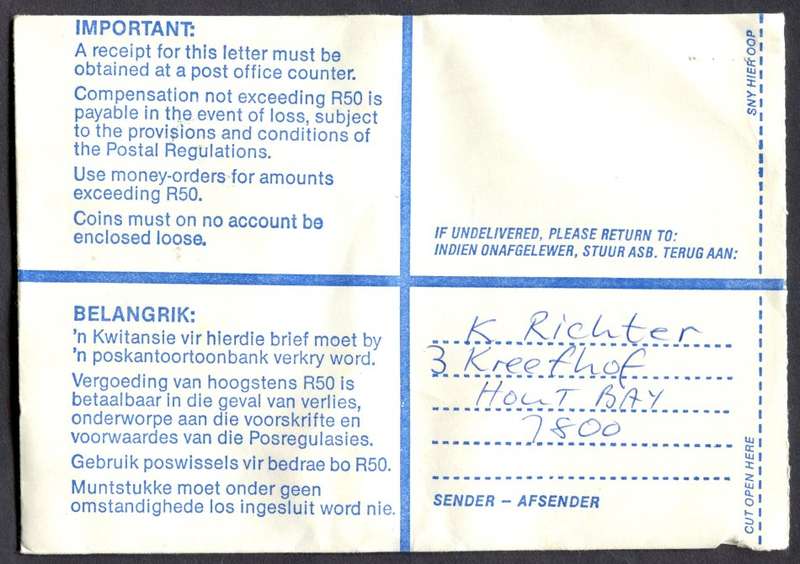 IMPORTANT:
A receipt for this letter must be
obtained at a post office counter.
Compensation not exceeding R50 is
payable in the event of loss, subject
to the provisions and conditions of
the Postal Regulations.
Use money-orders for amounts
exceeding R50.
Coins must on no account be
enclosed loose.
IF UNDELIVERED, PLEASE RETURN TO:
INDIEN ONAFGELEWER, STUUR ASB. TERUG AAN:
SNY HIER OOP
BELANGRIK:
'n Kwitansie vir hierdie brief moet by
'n poskantoortoonbank verkry word.
Vergoeding van hoogstens R50 is
betaalbaar in die geval van verlies,
onderworpe aan die voorskrifte en
voorwaardes van die Posregulasies.
Gebruik poswissels vir bedrae bo R50.
Muntstukke moet onder geen
omstandighede los ingesluit word nie.
K Richter
3 Kreefhof
HOUT BAY
7800
SENDER – AFSENDER
CUT OPEN HERE